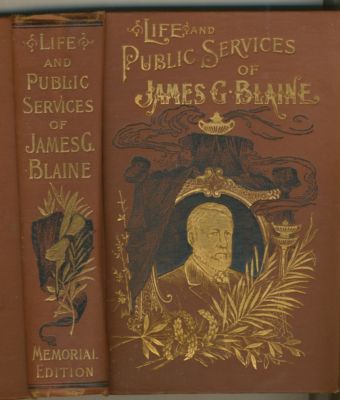 LIFE
AND
PUBLIC
SERVICES
OF
JAMES G.
BLAINE
MEMORIAL
EDITION
LIFE AND
PUBLIC SERVICES
OF
JAMES G. BLAINE